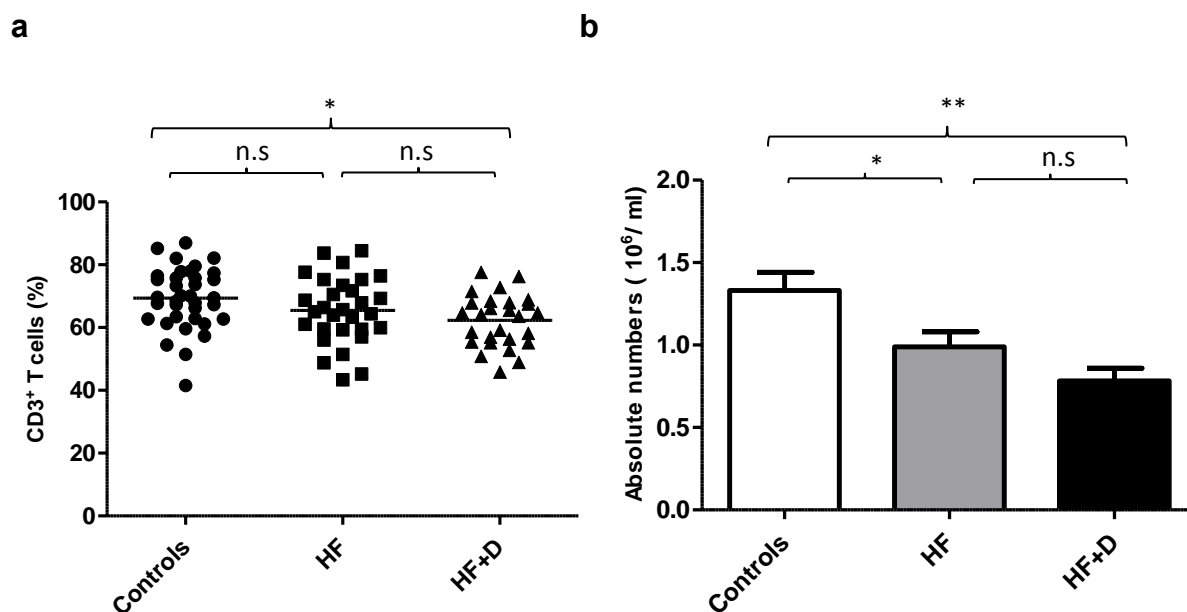 a
*
n.s n.s
100
80
60
40
20
0
CD3⁺ T cells (%)
Controls
HF
HF+D
b
**
*
n.s
2.0
1.5
1.0
0.5
0.0
Absolute numbers ( 10⁶/ ml)
Controls
HF
HF+D